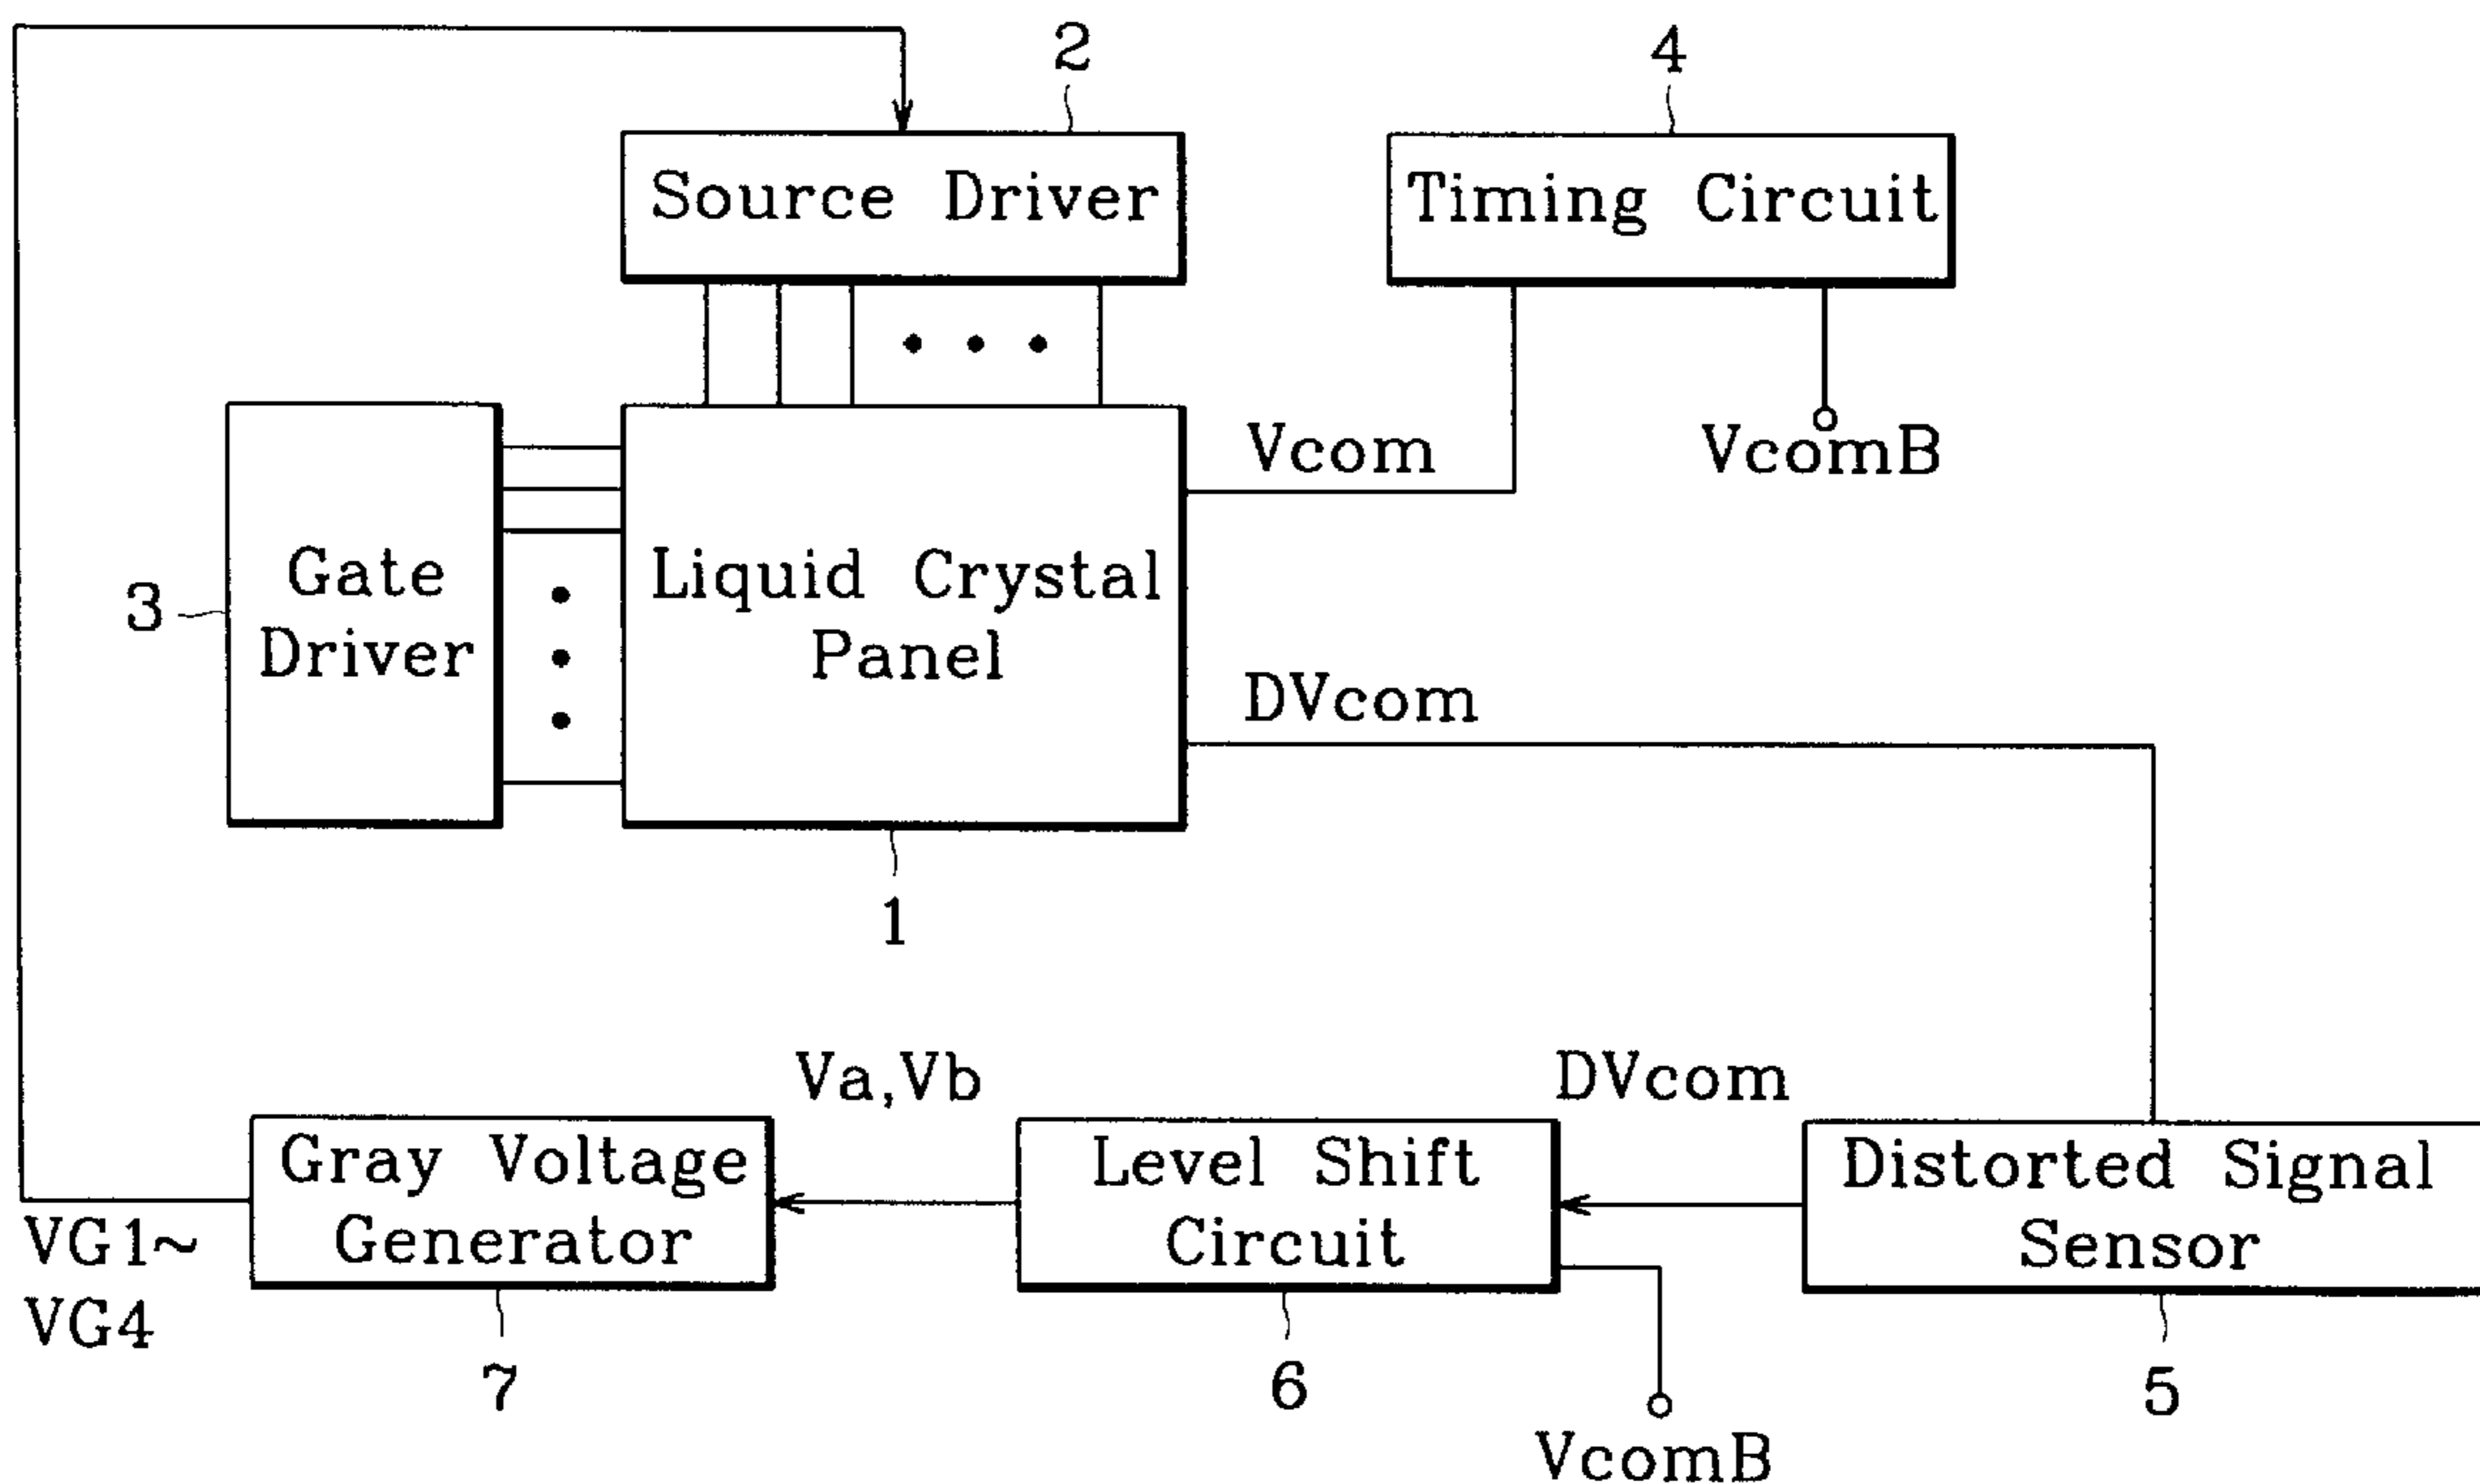 2
4
Source Driver
Timing Circuit
Vcom
VcomB
3
Gate
Driver
Liquid Crystal
Panel
DVcom
1
Va,Vb
DVcom
Gray Voltage
Generator
Level Shift
Circuit
Distorted Signal
Sensor
VG1~
VG4
7
6
5
VcomB